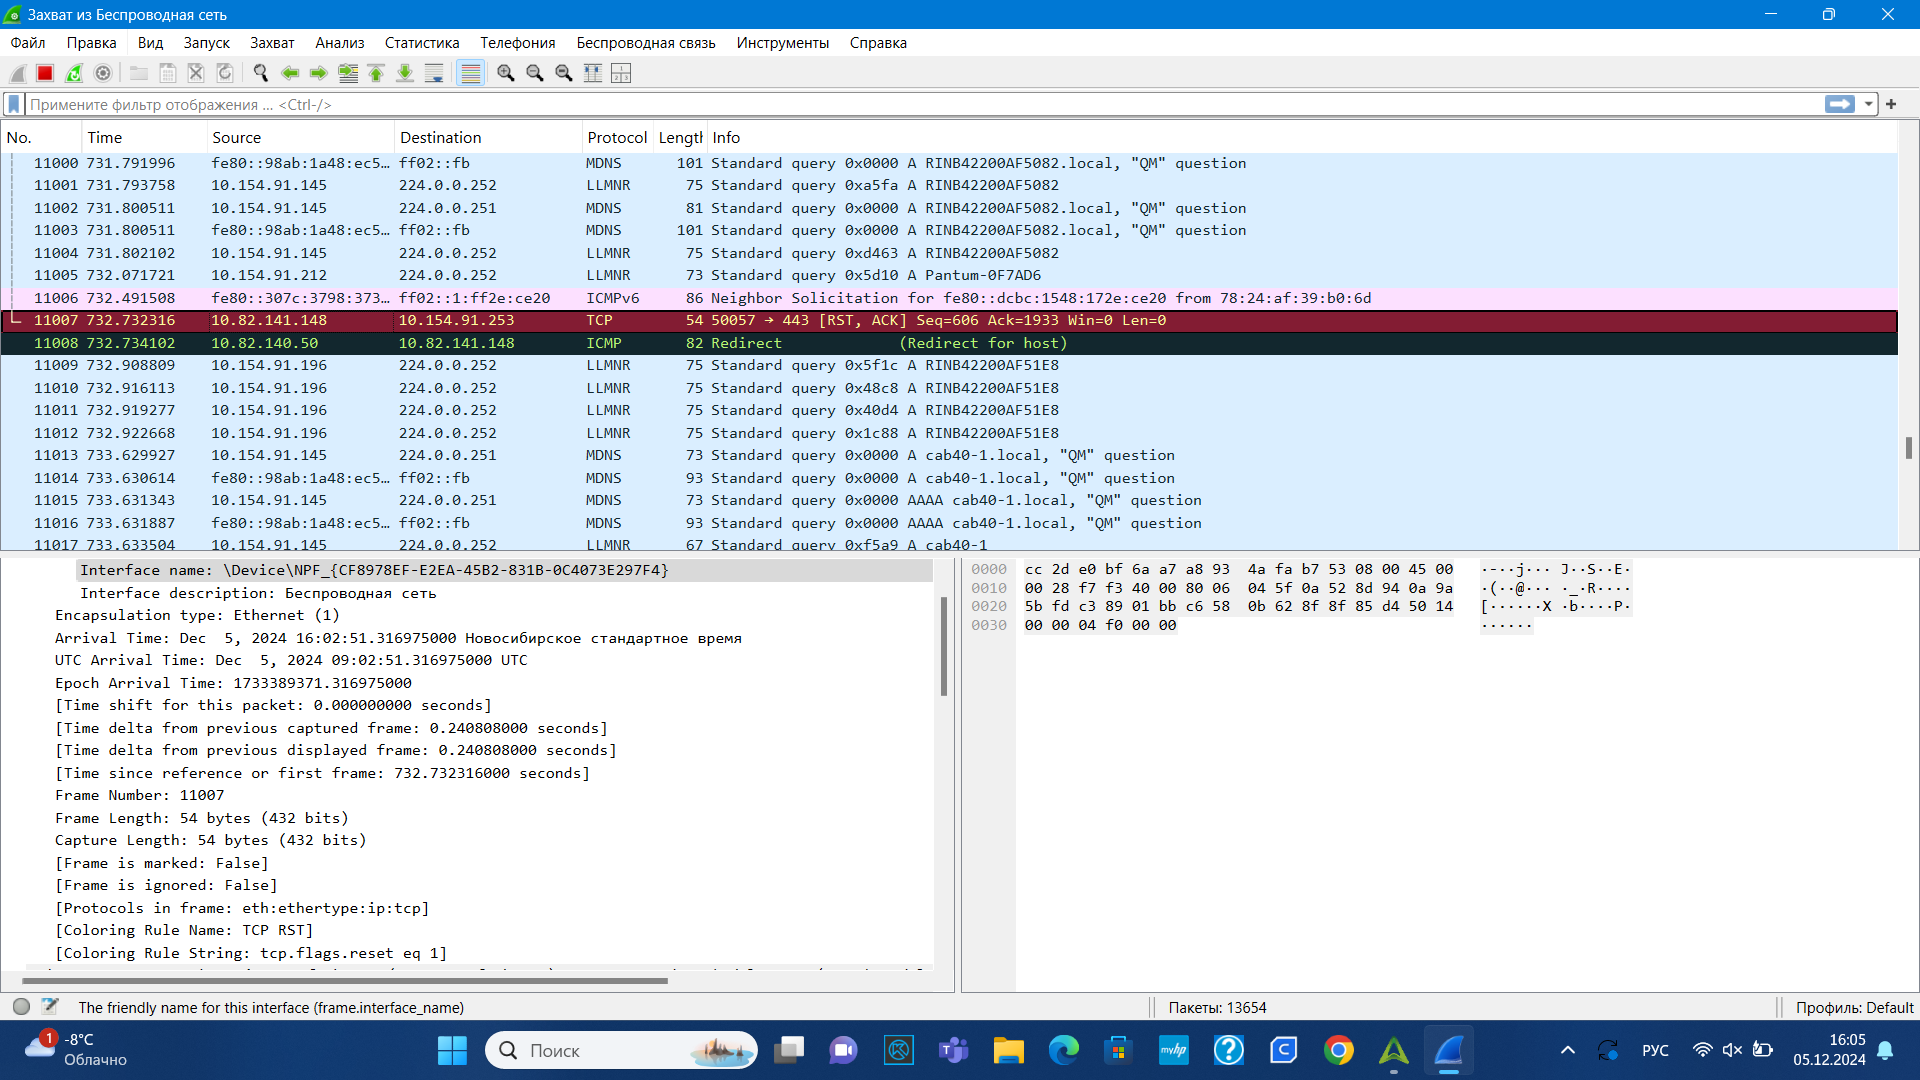 Захват из Беспроводная сеть
Файл Правка Вид Запуск Захват Анализ Статистика Телефония Беспроводная связь Инструменты Справка
Примените фильтр отображения ... <Ctrl-/>
No. Time Source Destination Protocol Length Info
11000 731.791996 fe80::98ab:1a48:ec5… ff02::fb MDNS 101 Standard query 0x0000 A RINB42200AF5082.local, "QM" question
11001 731.793758 10.154.91.145 224.0.0.252 LLMNR 75 Standard query 0xa5fa A RINB42200AF5082
11002 731.800511 10.154.91.145 224.0.0.251 MDNS 81 Standard query 0x0000 A RINB42200AF5082.local, "QM" question
11003 731.800511 fe80::98ab:1a48:ec5… ff02::fb MDNS 101 Standard query 0x0000 A RINB42200AF5082.local, "QM" question
11004 731.802102 10.154.91.145 224.0.0.252 LLMNR 75 Standard query 0xd463 A RINB42200AF5082
11005 732.071721 10.154.91.212 224.0.0.252 LLMNR 73 Standard query 0x5d10 A Pantum-0F7AD6
11006 732.491508 fe80::307c:3798:373… ff02::1:ff2e:ce20 ICMPv6 86 Neighbor Solicitation for fe80::dcbc:1548:172e:ce20 from 78:24:af:39:b0:6d
11007 732.732316 10.82.141.148 10.154.91.253 TCP 54 50057 → 443 [RST, ACK] Seq=606 Ack=1933 Win=0 Len=0
11008 732.734102 10.82.140.50 10.82.141.148 ICMP 82 Redirect (Redirect for host)
11009 732.908809 10.154.91.196 224.0.0.252 LLMNR 75 Standard query 0x5f1c A RINB42200AF51E8
11010 732.916113 10.154.91.196 224.0.0.252 LLMNR 75 Standard query 0x48c8 A RINB42200AF51E8
11011 732.919277 10.154.91.196 224.0.0.252 LLMNR 75 Standard query 0x40d4 A RINB42200AF51E8
11012 732.922668 10.154.91.196 224.0.0.252 LLMNR 75 Standard query 0x1c88 A RINB42200AF51E8
11013 733.629927 10.154.91.145 224.0.0.251 MDNS 73 Standard query 0x0000 A cab40-1.local, "QM" question
11014 733.630614 fe80::98ab:1a48:ec5… ff02::fb MDNS 93 Standard query 0x0000 A cab40-1.local, "QM" question
11015 733.631343 10.154.91.145 224.0.0.251 MDNS 73 Standard query 0x0000 AAAA cab40-1.local, "QM" question
11016 733.631887 fe80::98ab:1a48:ec5… ff02::fb MDNS 93 Standard query 0x0000 AAAA cab40-1.local, "QM" question
11017 733.633504 10.154.91.145 224.0.0.252 LLMNR 67 Standard query 0xf5a9 A cab40-1
Interface name: \Device\NPF_{CF8978EF-E2EA-45B2-831B-0C4073E297F4}
Interface description: Беспроводная сеть
Encapsulation type: Ethernet (1)
Arrival Time: Dec  5, 2024 16:02:51.316975000 Новосибирское стандартное время
UTC Arrival Time: Dec  5, 2024 09:02:51.316975000 UTC
Epoch Arrival Time: 1733389371.316975000
[Time shift for this packet: 0.000000000 seconds]
[Time delta from previous captured frame: 0.240808000 seconds]
[Time delta from previous displayed frame: 0.240808000 seconds]
[Time since reference or first frame: 732.732316000 seconds]
Frame Number: 11007
Frame Length: 54 bytes (432 bits)
Capture Length: 54 bytes (432 bits)
[Frame is marked: False]
[Frame is ignored: False]
[Protocols in frame: eth:ethertype:ip:tcp]
[Coloring Rule Name: TCP RST]
[Coloring Rule String: tcp.flags.reset eq 1]
0000 cc 2d e0 bf 6a a7 a8 93 4a fa b7 53 08 00 45 00 ·-··j··· J··S··E·
0010 00 28 f7 f3 40 00 80 06 04 5f 0a 52 8d 94 0a 9a ·(··@··· ·_·R····
0020 5b fd c3 89 01 bb c6 58 0b 62 8f 8f 85 d4 50 14 [······X ·b····P·
0030 00 00 04 f0 00 00 ······
The friendly name for this interface (frame.interface_name) Пакеты: 13654 Профиль: Default
1 -8°C
Облачно
Поиск
myhp
РУС
16:05
05.12.2024